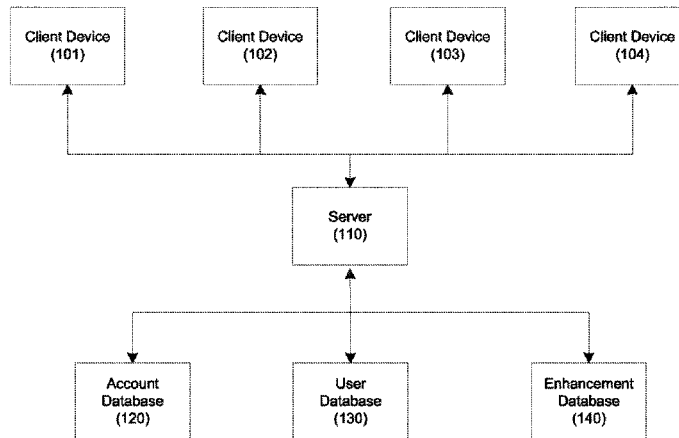 Client Device
(101)
Client Device
(102)
Client Device
(103)
Client Device
(104)
Server
(110)
Account
Database
(120)
User
Database
(130)
Enhancement
Database
(140)